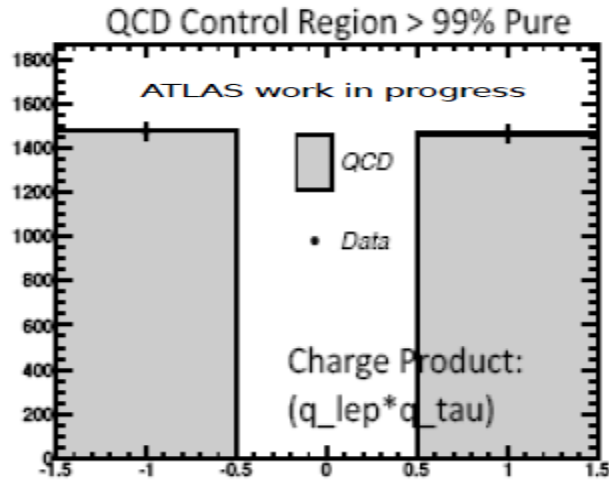 QCD Control Region > 99% Pure
1800
ATLAS work in progress
1600
1400
QCD
1200
1000
Data
800
600
400
Charge Product:
200
(q_lep*q_tau)
0
-1.5 -1 -0.5 0 0.5 1 1.5